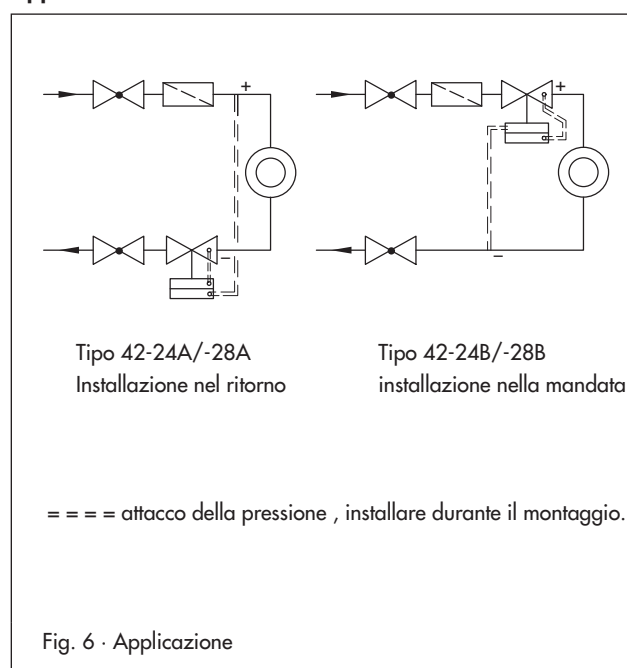 +
+
–
–
Tipo 42-24A/-28A
Installazione nel ritorno
Tipo 42-24B/-28B
installazione nella mandata
= = = = attacco della pressione , installare durante il montaggio.
Fig. 6 · Applicazione